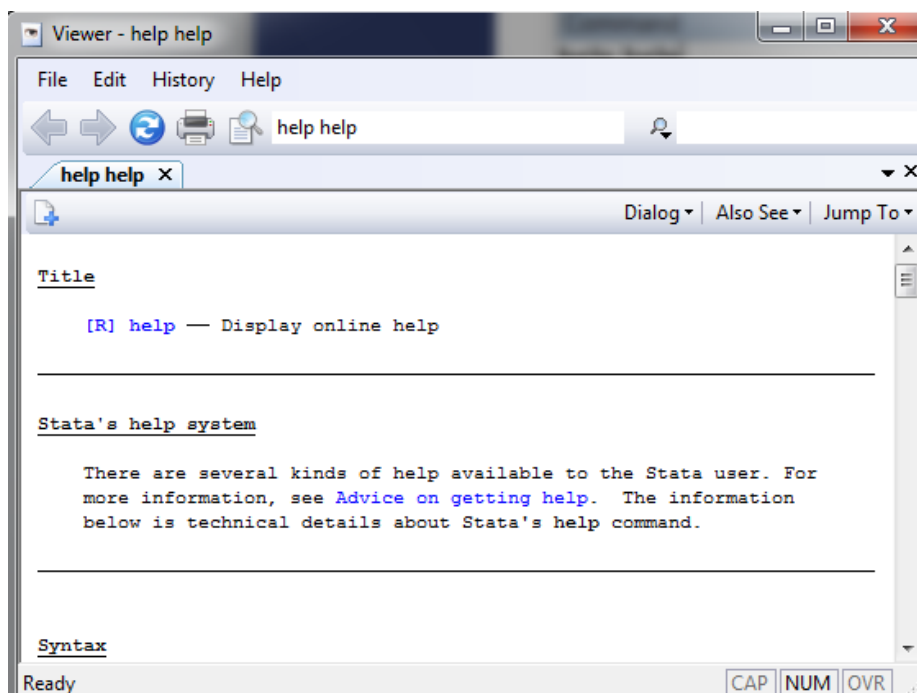 Viewer - help help
Command
File Edit History Help
help help
help help
Dialog Also See Jump To
Title
[R] help — Display online help
Stata's help system
There are several kinds of help available to the Stata user. For
more information, see Advice on getting help. The information
below is technical details about Stata's help command.
Syntax
Ready
CAP NUM OVR